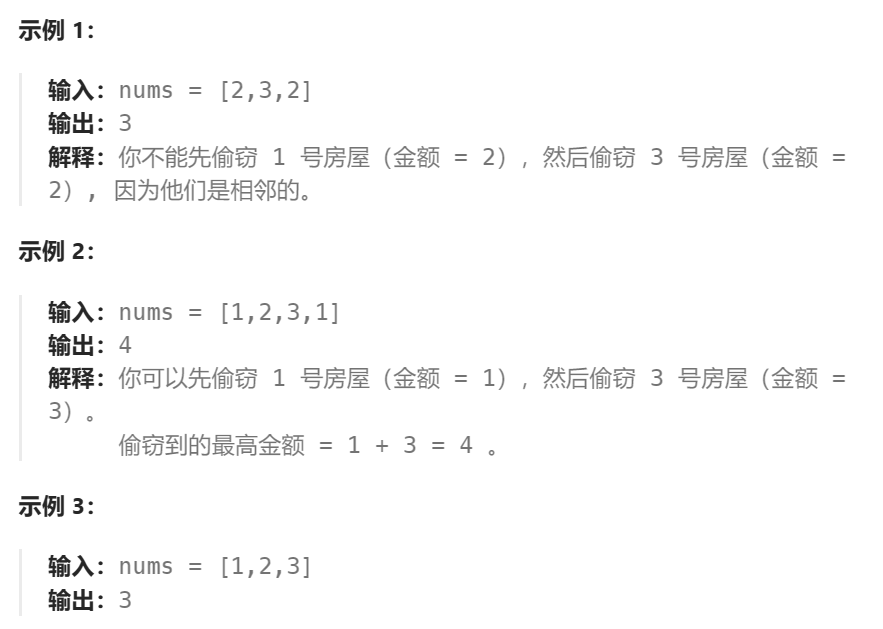 示例 1：
输入：nums = [2,3,2]
输出：3
解释：你不能先偷窃 1 号房屋（金额 = 2），然后偷窃 3 号房屋（金额 =
2）, 因为他们是相邻的。
示例 2：
输入：nums = [1,2,3,1]
输出：4
解释：你可以先偷窃 1 号房屋（金额 = 1），然后偷窃 3 号房屋（金额 =
3）。
偷窃到的最高金额 = 1 + 3 = 4 。
示例 3：
输入：nums = [1,2,3]
输出：3